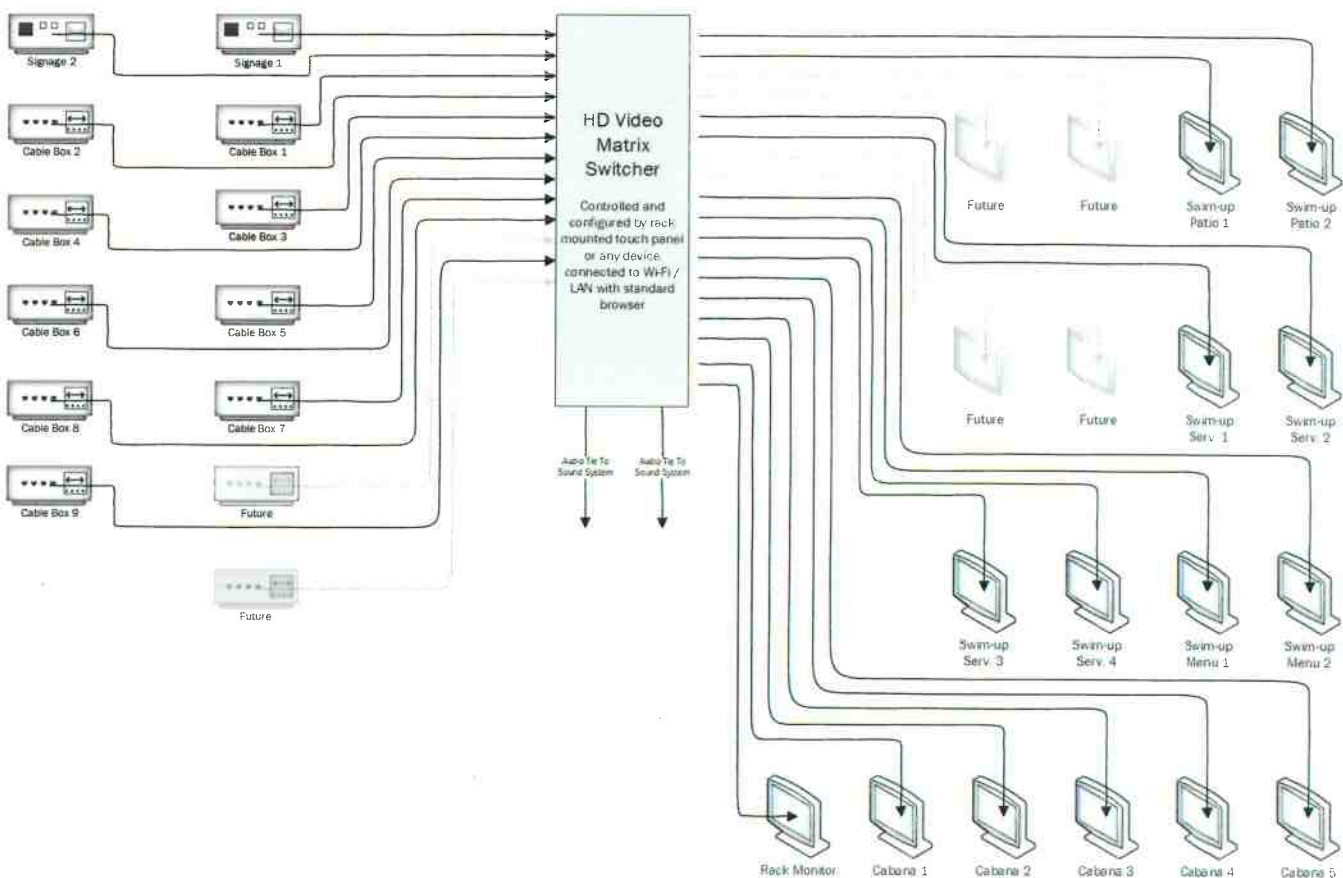 Signage 2
Signage 1
Cable Box 2
Cable Box 1
Cable Box 4
Cable Box 3
Cable Box 6
Cable Box 5
Cable Box 8
Cable Box 7
Cable Box 9
Future
Future
HD Video
Matrix
Switcher
Controlled and
configured by rack
mounted touch panel
or any device
connected to Wi-Fi /
LAN with standard
browser
Audio Tie To
Sound System
Audio Tie To
Sound System
Future
Future
Swim-up
Patio 1
Swim-up
Patio 2
Future
Future
Swim-up
Serv. 1
Swim-up
Serv. 2
Swim-up
Serv. 3
Swim-up
Serv. 4
Swim-up
Menu 1
Swim-up
Menu 2
Rack Monitor
Cabana 1
Cabana 2
Cabana 3
Cabana 4
Cabana 5